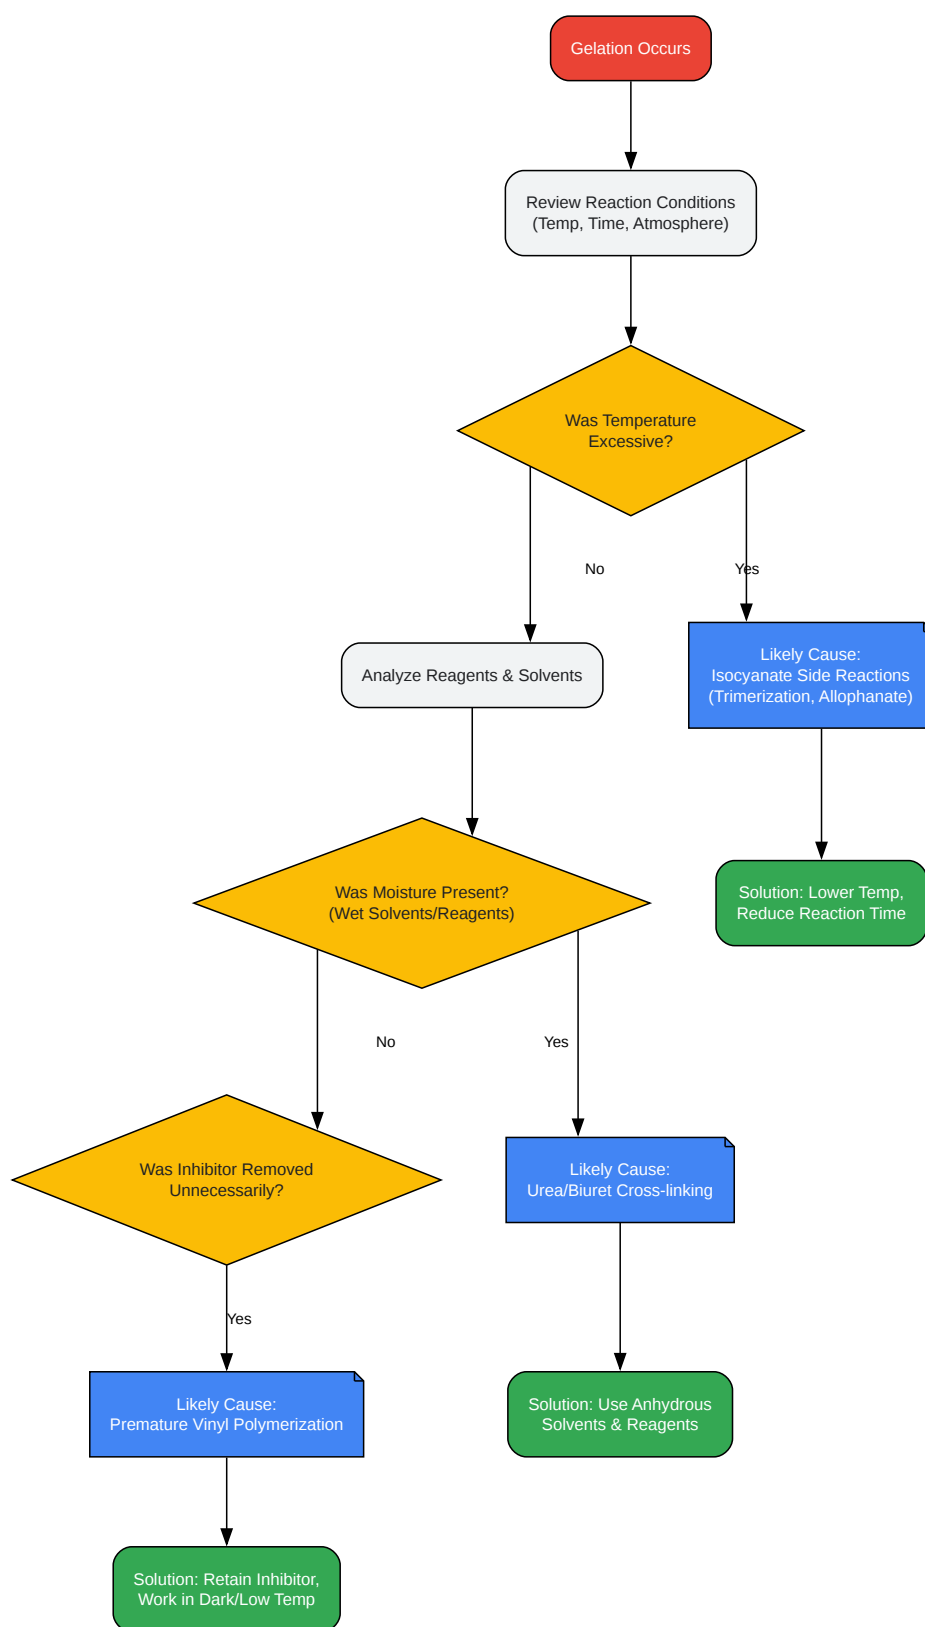 Gelation Occurs
Review Reaction Conditions
(Temp, Time, Atmosphere)
Was Temperature
Excessive?
No
Yes
Likely Cause:
Isocyanate Side Reactions
(Trimerization, Allophanate)
Analyze Reagents & Solvents
Solution: Lower Temp,
Reduce Reaction Time
Was Moisture Present?
(Wet Solvents/Reagents)
No
Yes
Was Inhibitor Removed
Unnecessarily?
Likely Cause:
Urea/Biuret Cross-linking
Yes
Likely Cause:
Premature Vinyl Polymerization
Solution: Use Anhydrous
Solvents & Reagents
Solution: Retain Inhibitor,
Work in Dark/Low Temp